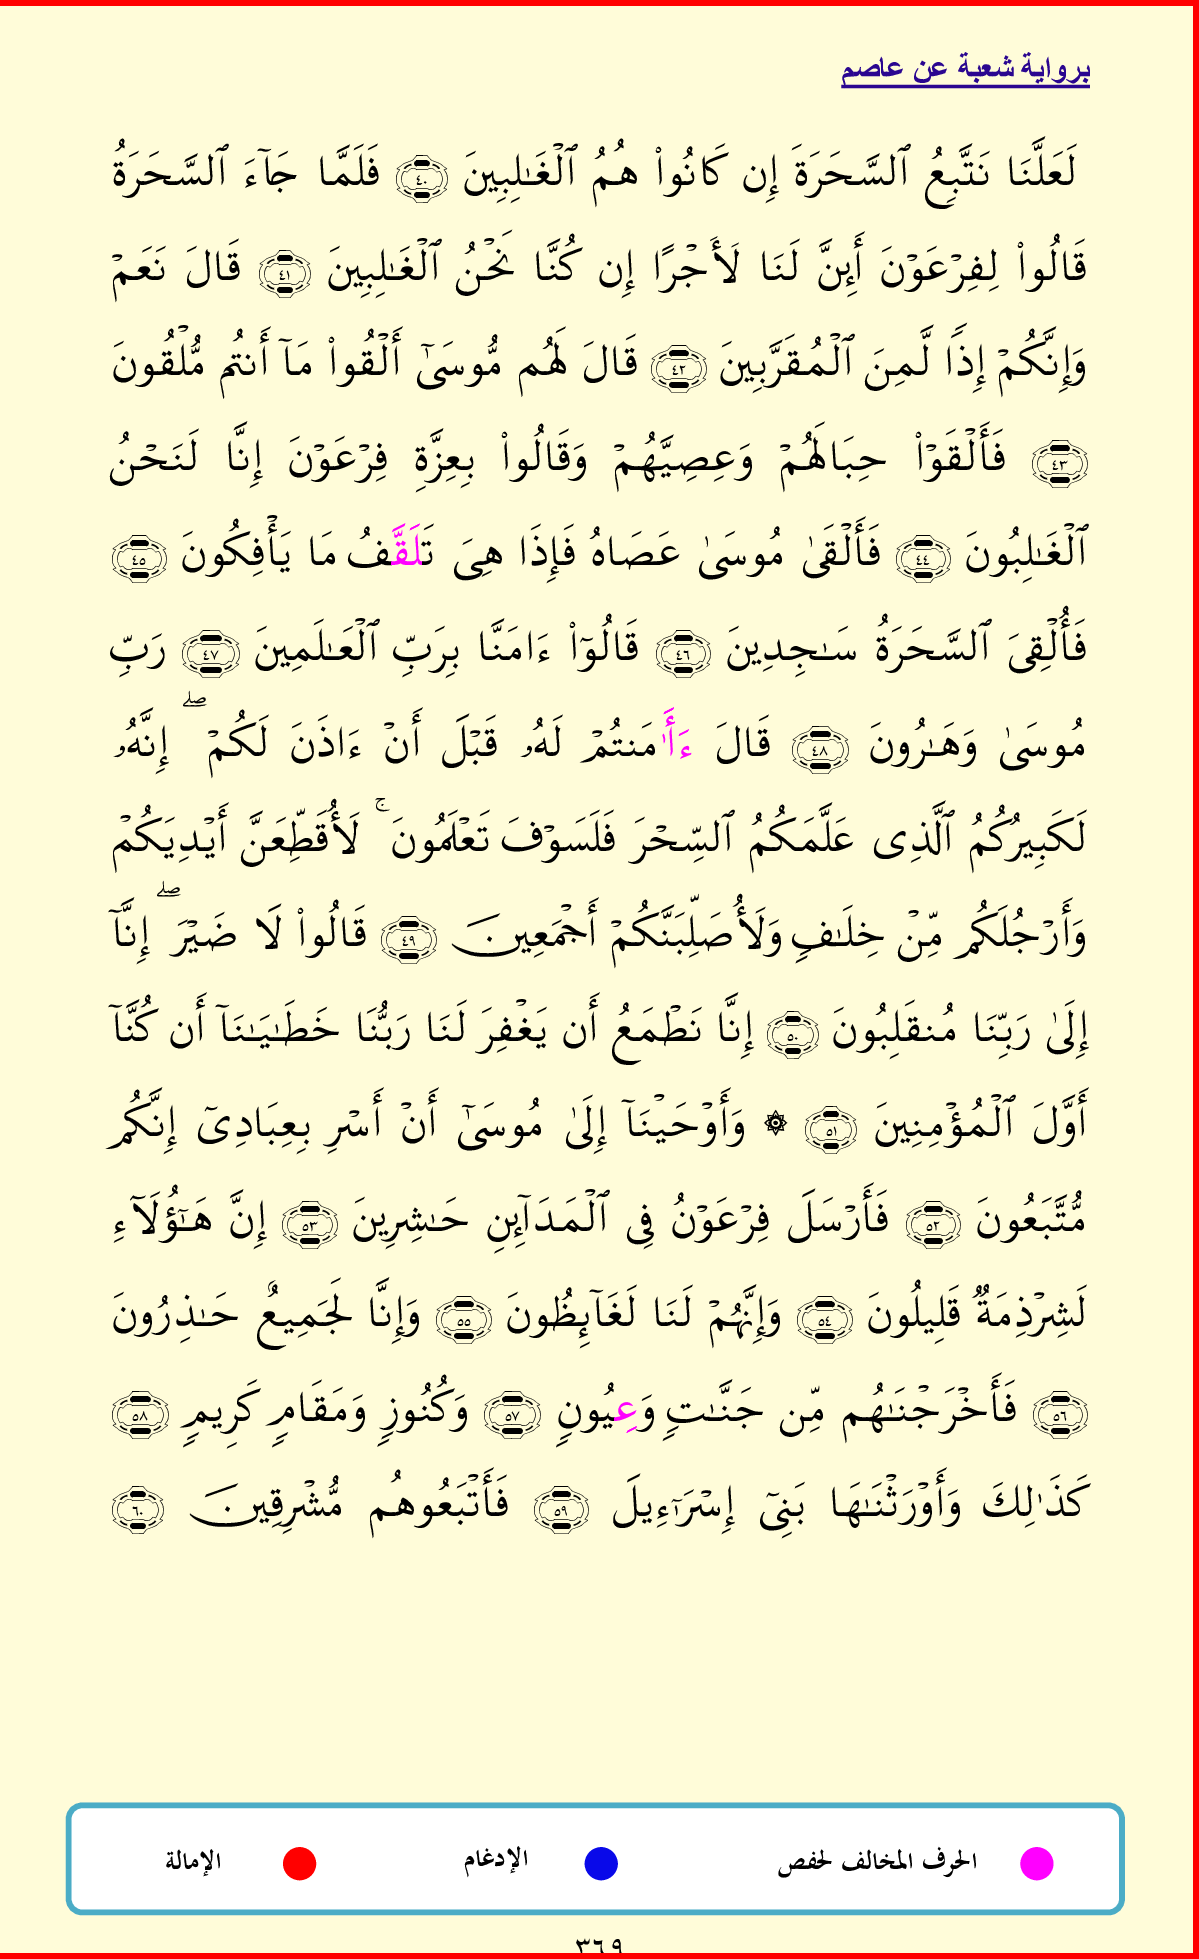 برواية شعبة عن عاصم
لَعَلَّنَا نَتَّبِعُ ٱلسَّحَرَةَ إِن كَانُوا۟ هُمُ ٱلْغَـٰلِبِينَ ٤٠ فَلَمَّا جَآءَ ٱلسَّحَرَةُ
قَالُوا۟ لِفِرْعَوْنَ أَئِنَّ لَنَا لَأَجْرًا إِن كُنَّا نَحْنُ ٱلْغَـٰلِبِينَ ٤١ قَالَ نَعَمْ
وَإِنَّكُمْ إِذًا لَّمِنَ ٱلْمُقَرَّبِينَ ٤٢ قَالَ لَهُم مُّوسَىٰٓ أَلْقُوا۟ مَآ أَنتُم مُّلْقُونَ
٤٣ فَأَلْقَوْا۟ حِبَالَهُمْ وَعِصِيَّهُمْ وَقَالُوا۟ بِعِزَّةِ فِرْعَوْنَ إِنَّا لَنَحْنُ
ٱلْغَـٰلِبُونَ ٤٤ فَأَلْقَىٰ مُوسَىٰ عَصَاهُ فَإِذَا هِىَ تَلَقَّفُ مَا يَأْفِكُونَ ٤٥
فَأُلْقِىَ ٱلسَّحَرَةُ سَـٰجِدِينَ ٤٦ قَالُوٓا۟ ءَامَنَّا بِرَبِّ ٱلْعَـٰلَمِينَ ٤٧ رَبِّ
مُوسَىٰ وَهَـٰرُونَ ٤٨ قَالَ ءَأَٰمَنتُمْ لَهُۥ قَبْلَ أَنْ ءَاذَنَ لَكُمْ ۖ إِنَّهُۥ
لَكَبِيرُكُمُ ٱلَّذِى عَلَّمَكُمُ ٱلسِّحْرَ فَلَسَوْفَ تَعْلَمُونَ ۚ لَأُقَطِّعَنَّ أَيْدِيَكُمْ
وَأَرْجُلَكُم مِّنْ خِلَـٰفٍ وَلَأُصَلِّبَنَّكُمْ أَجْمَعِينَ ٤٩ قَالُوا۟ لَا ضَيْرَ ۖ إِنَّآ
إِلَىٰ رَبِّنَا مُنقَلِبُونَ ٥٠ إِنَّا نَطْمَعُ أَن يَغْفِرَ لَنَا رَبُّنَا خَطَـٰيَـٰنَآ أَن كُنَّآ
أَوَّلَ ٱلْمُؤْمِنِينَ ٥١ ۞ وَأَوْحَيْنَآ إِلَىٰ مُوسَىٰٓ أَنْ أَسْرِ بِعِبَادِىٓ إِنَّكُم
مُّتَّبَعُونَ ٥٢ فَأَرْسَلَ فِرْعَوْنُ فِى ٱلْمَدَآئِنِ حَـٰشِرِينَ ٥٣ إِنَّ هَـٰٓؤُلَآءِ
لَشِرْذِمَةٌ قَلِيلُونَ ٥٤ وَإِنَّهُمْ لَنَا لَغَآئِظُونَ ٥٥ وَإِنَّا لَجَمِيعٌ حَـٰذِرُونَ
٥٦ فَأَخْرَجْنَـٰهُم مِّن جَنَّـٰتٍ وَعِيُونٍ ٥٧ وَكُنُوزٍ وَمَقَامٍ كَرِيمٍ ٥٨
كَذَٰلِكَ وَأَوْرَثْنَـٰهَا بَنِىٓ إِسْرَٰٓءِيلَ ٥٩ فَأَتْبَعُوهُم مُّشْرِقِينَ ٦٠
الحرف المخالف لحفص الإدغام الإمالة
٣٦٩